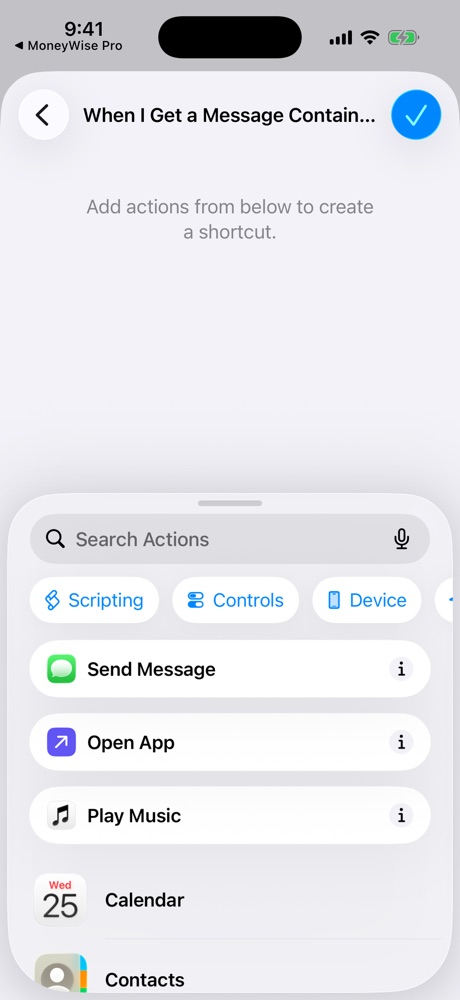 9:41
◀ MoneyWise Pro
When I Get a Message Contain...
Add actions from below to create
a shortcut.
Search Actions
Scripting
Controls
Device
Send Message
Open App
Play Music
Wed
25
Calendar
Contacts